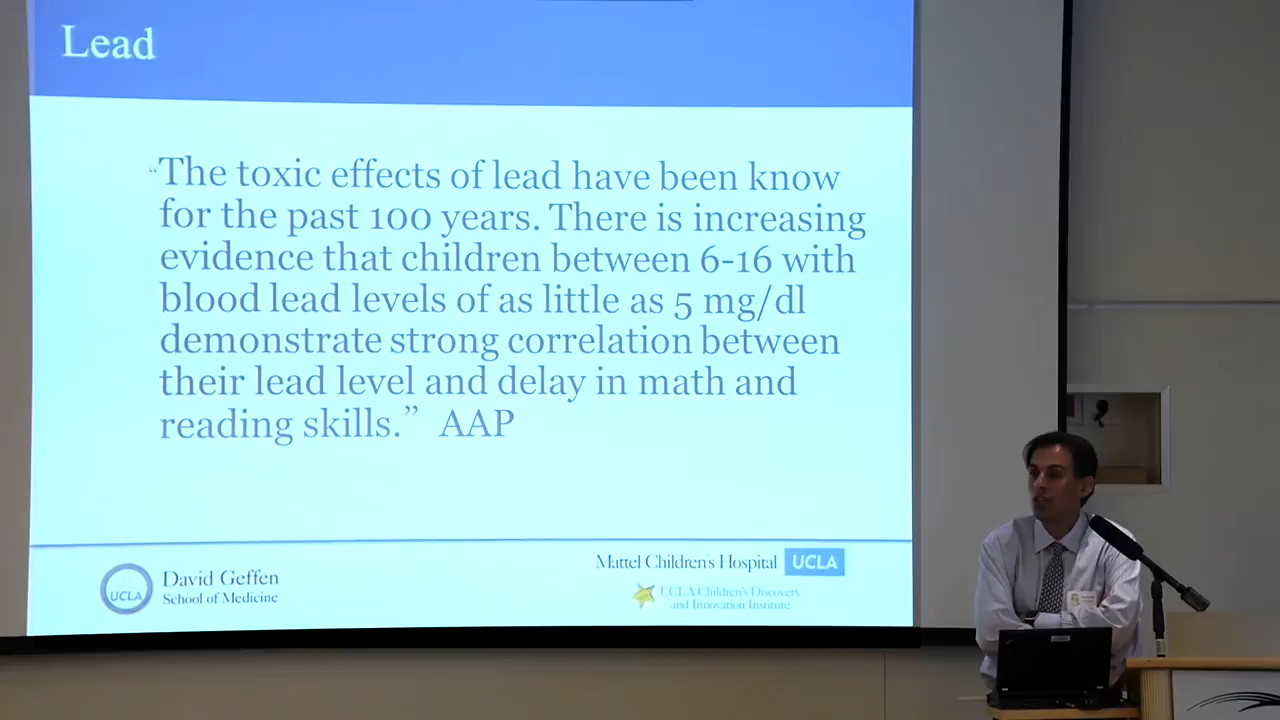 Lead
“The toxic effects of lead have been know
for the past 100 years. There is increasing
evidence that children between 6-16 with
blood lead levels of as little as 5 mg/dl
demonstrate strong correlation between
their lead level and delay in math and
reading skills.” AAP
UCLA
David Geffen
School of Medicine
Mattel Children's Hospital UCLA
UCLA Children's Discovery
and Innovation Institute